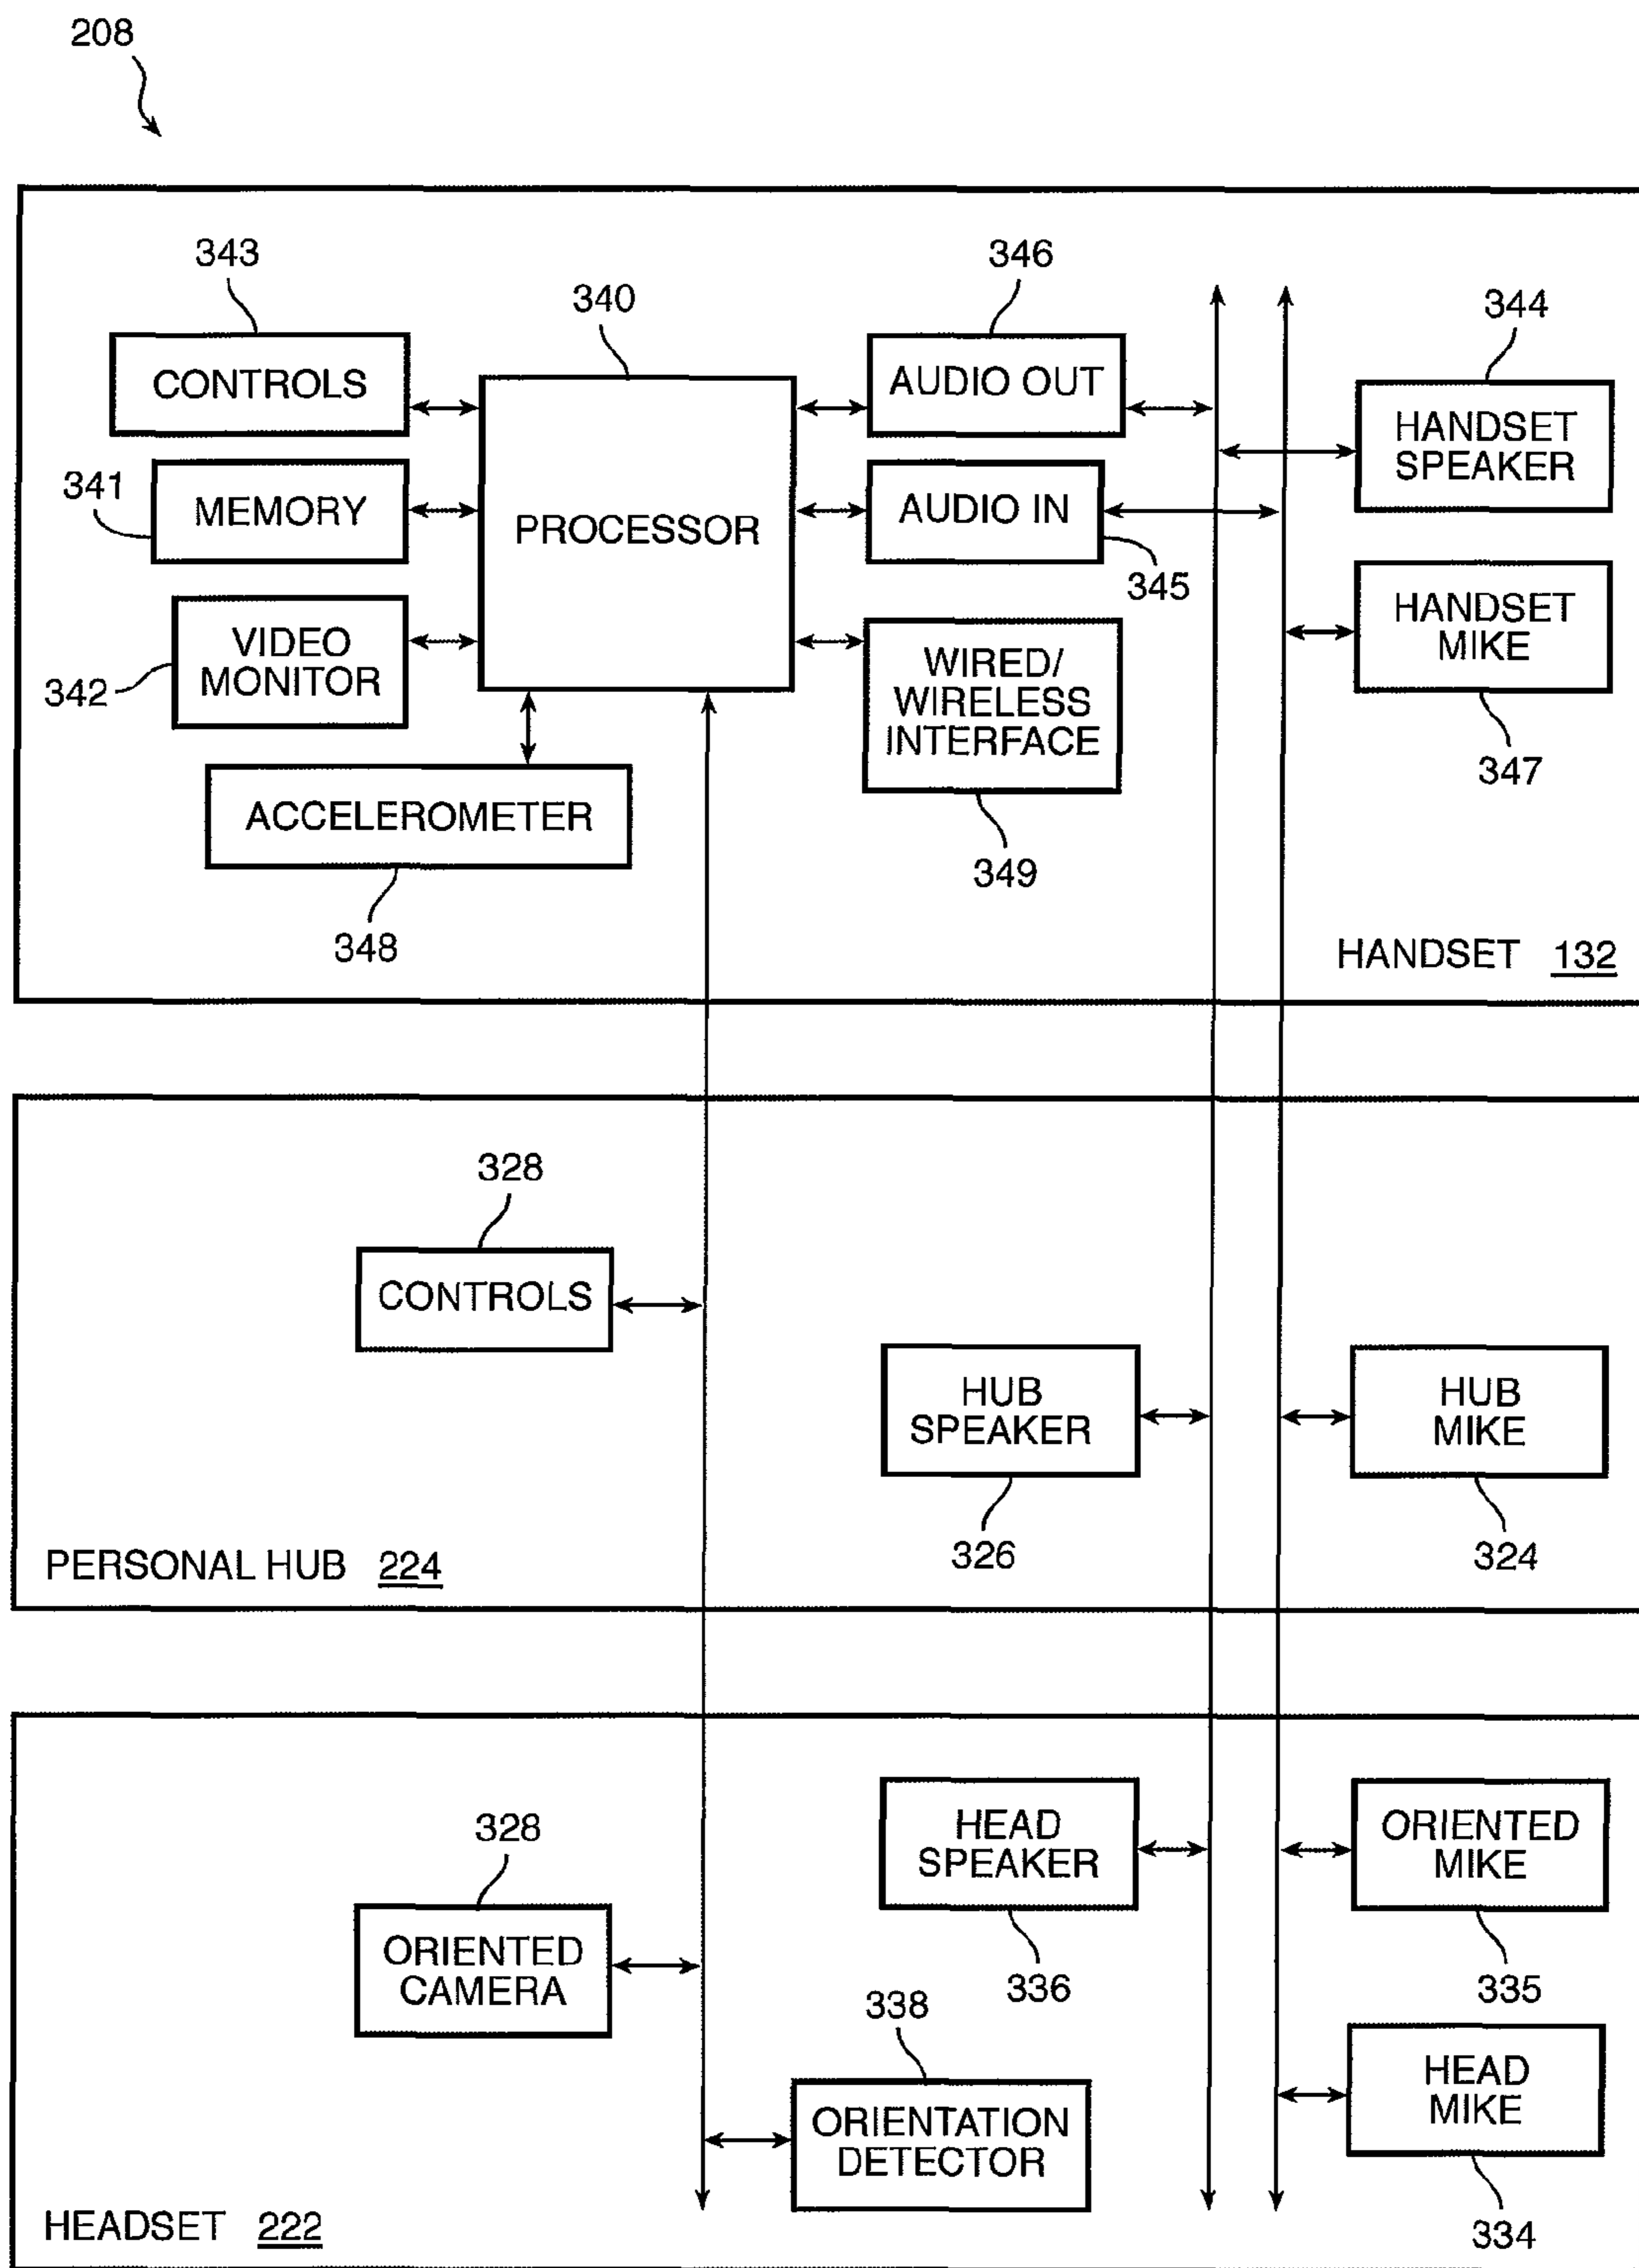 208
343
340
346
344
CONTROLS
AUDIO OUT
HANDSET
SPEAKER
341
MEMORY
PROCESSOR
AUDIO IN
345
HANDSET
MIKE
347
342
VIDEO
MONITOR
WIRED/
WIRELESS
INTERFACE
349
ACCELEROMETER
348
HANDSET 132
328
CONTROLS
HUB
SPEAKER
326
HUB
MIKE
324
PERSONAL HUB 224
328
ORIENTED
CAMERA
HEAD
SPEAKER
336
ORIENTED
MIKE
335
338
ORIENTATION
DETECTOR
HEAD
MIKE
334
HEADSET 222